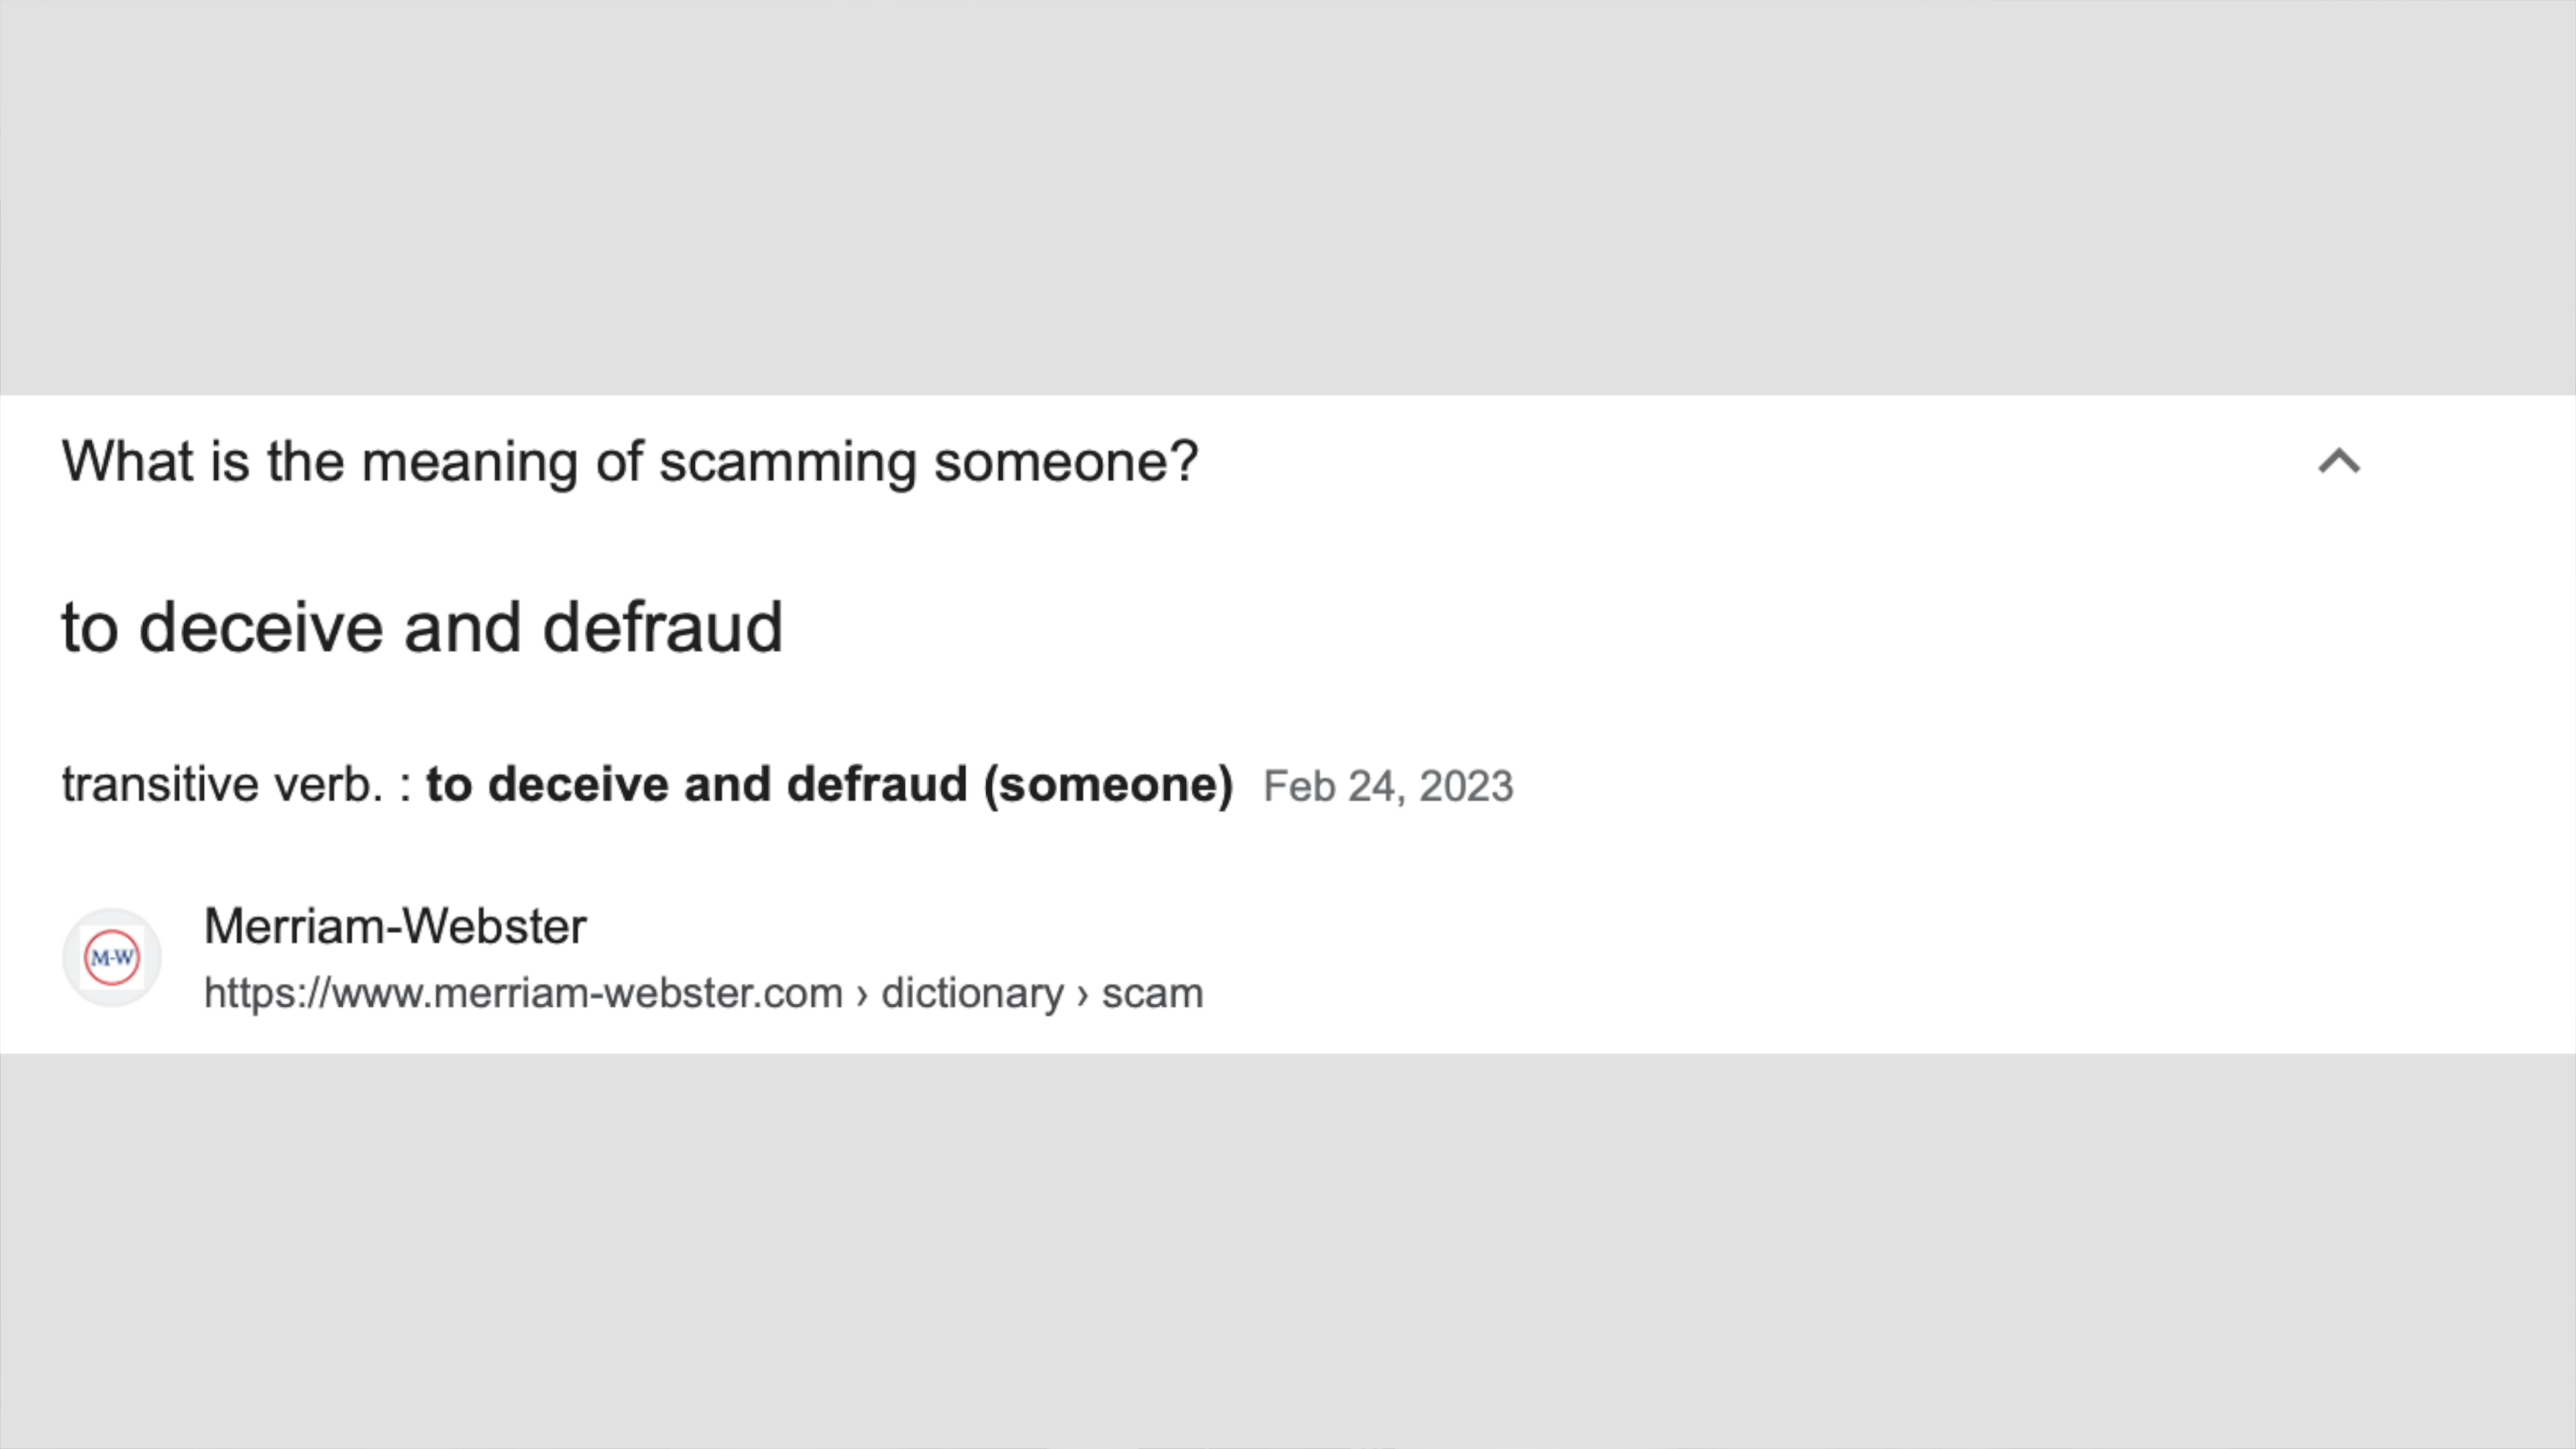 What is the meaning of scamming someone?
to deceive and defraud
transitive verb. : to deceive and defraud (someone) Feb 24, 2023
M-W
Merriam-Webster
https://www.merriam-webster.com › dictionary › scam